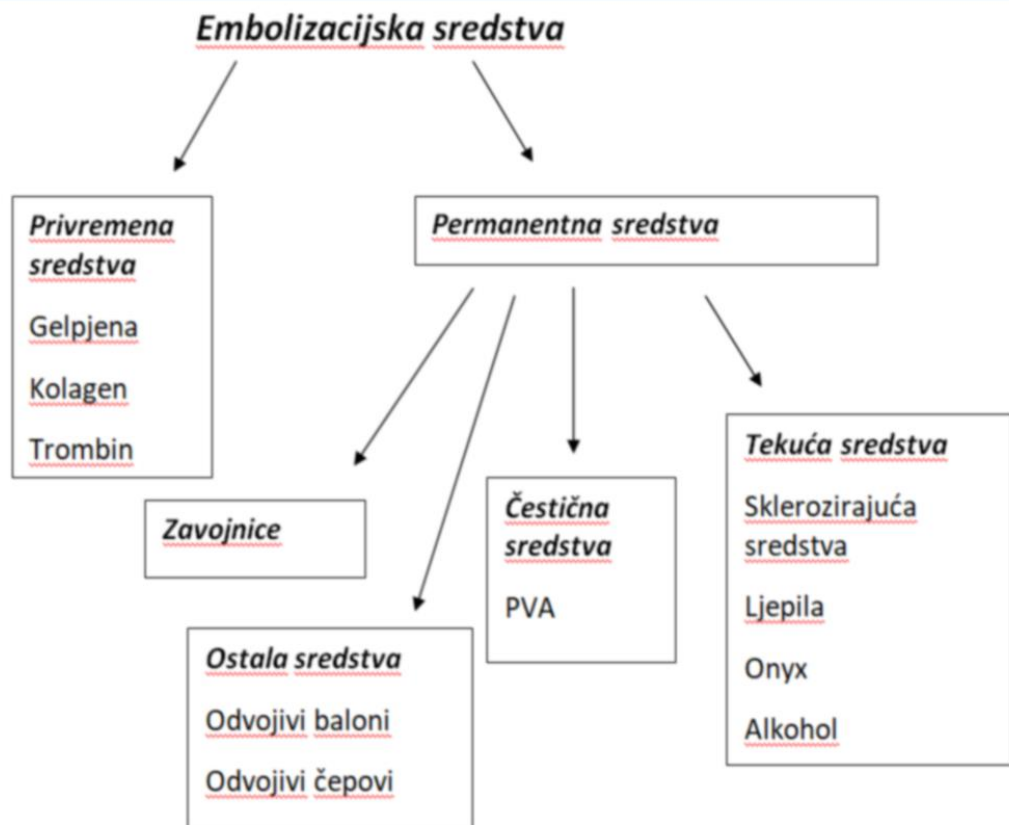 Embolizacijska sredstva
Privremena
sredstva
Gelpjena
Kolagen
Trombin
Permanentna sredstva
Zavojnice
Ostala sredstva
Odvojivi baloni
Odvojivi čepovi
Čestična
sredstva
PVA
Tekuća sredstva
Sklerozirajuća
sredstva
Ljepila
Onyx
Alkohol